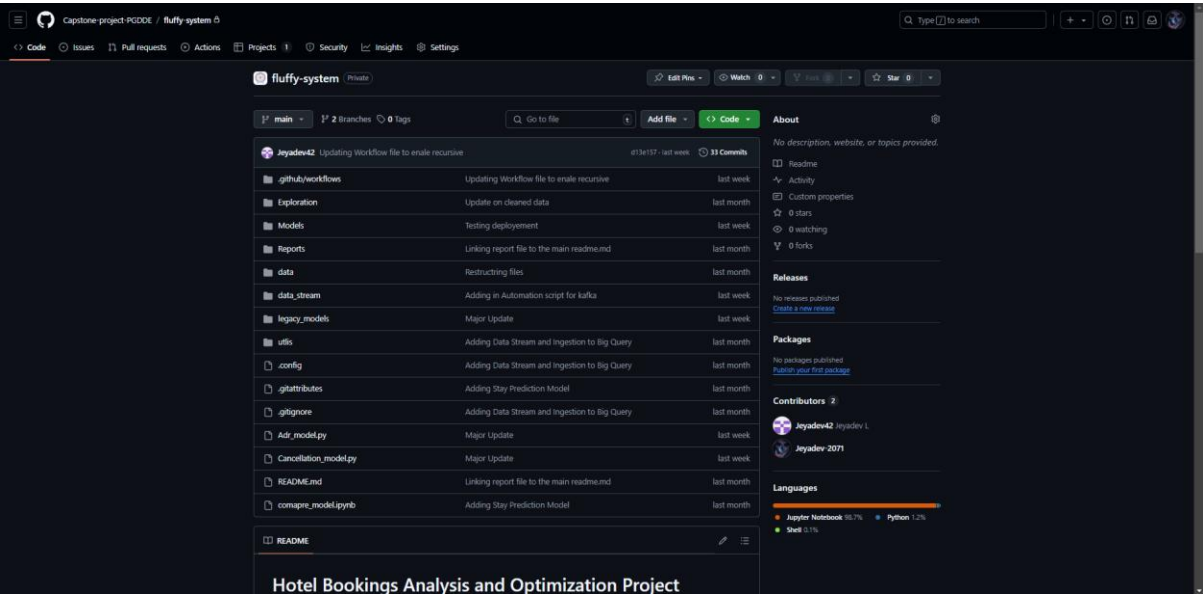 Capstone-project-PGDDE / fluffy-system
Type / to search
Code Issues Pull requests Actions Projects 1 Security Insights Settings
fluffy-system Private
Edit Pins Watch 0 Fork 0 Star 0
main 2 Branches 0 Tags Go to file t Add file Code
Jeyadev42 Updating Workflow file to enale recursive d13e157 · last week 33 Commits
.github/workflows Updating Workflow file to enale recursive last week
Exploration Update on cleaned data last month
Models Testing deployement last week
Reports Linking report file to the main readme.md last month
data Restructring files last month
data_stream Adding in Automation script for kafka last week
legacy_models Major Update last week
utlis Adding Data Stream and Ingestion to Big Query last month
.config Adding Data Stream and Ingestion to Big Query last month
.gitattributes Adding Stay Prediction Model last month
.gitignore Adding Data Stream and Ingestion to Big Query last month
Adr_model.py Major Update last week
Cancellation_model.py Major Update last week
README.md Linking report file to the main readme.md last month
comapre_model.ipynb Adding Stay Prediction Model last month
README
Hotel Bookings Analysis and Optimization Project
About
No description, website, or topics provided.
Readme
Activity
Custom properties
0 stars
0 watching
0 forks
Releases
No releases published
Create a new release
Packages
No packages published
Publish your first package
Contributors 2
Jeyadev42 Jeyadev L
Jeyadev-2071
Languages
Jupyter Notebook 98.7% Python 1.2%
Shell 0.1%